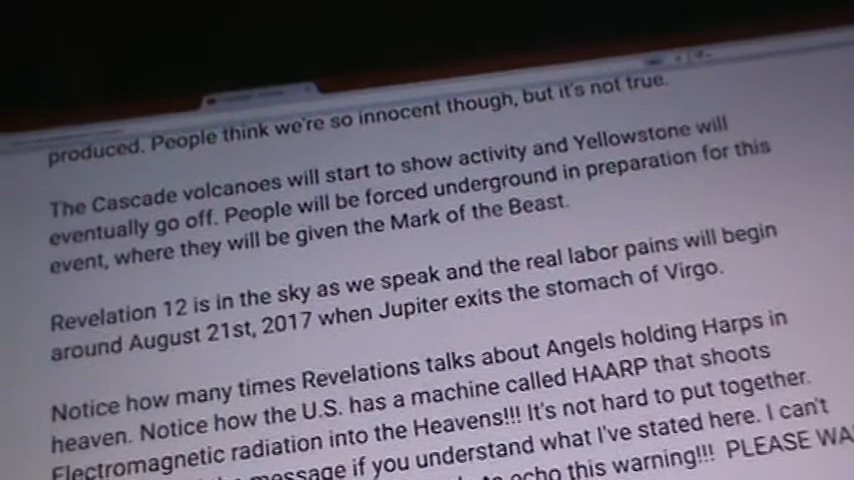 produced. People think we're so innocent though, but it's not true.
The Cascade volcanoes will start to show activity and Yellowstone will
eventually go off. People will be forced underground in preparation for this
event, where they will be given the Mark of the Beast.
Revelation 12 is in the sky as we speak and the real labor pains will begin
around August 21st, 2017 when Jupiter exits the stomach of Virgo.
Notice how many times Revelations talks about Angels holding Harps in
heaven. Notice how the U.S. has a machine called HAARP that shoots
Electromagnetic radiation into the Heavens!!! It's not hard to put together.
message if you understand what I've stated here. I can't
echo this warning!!! PLEASE